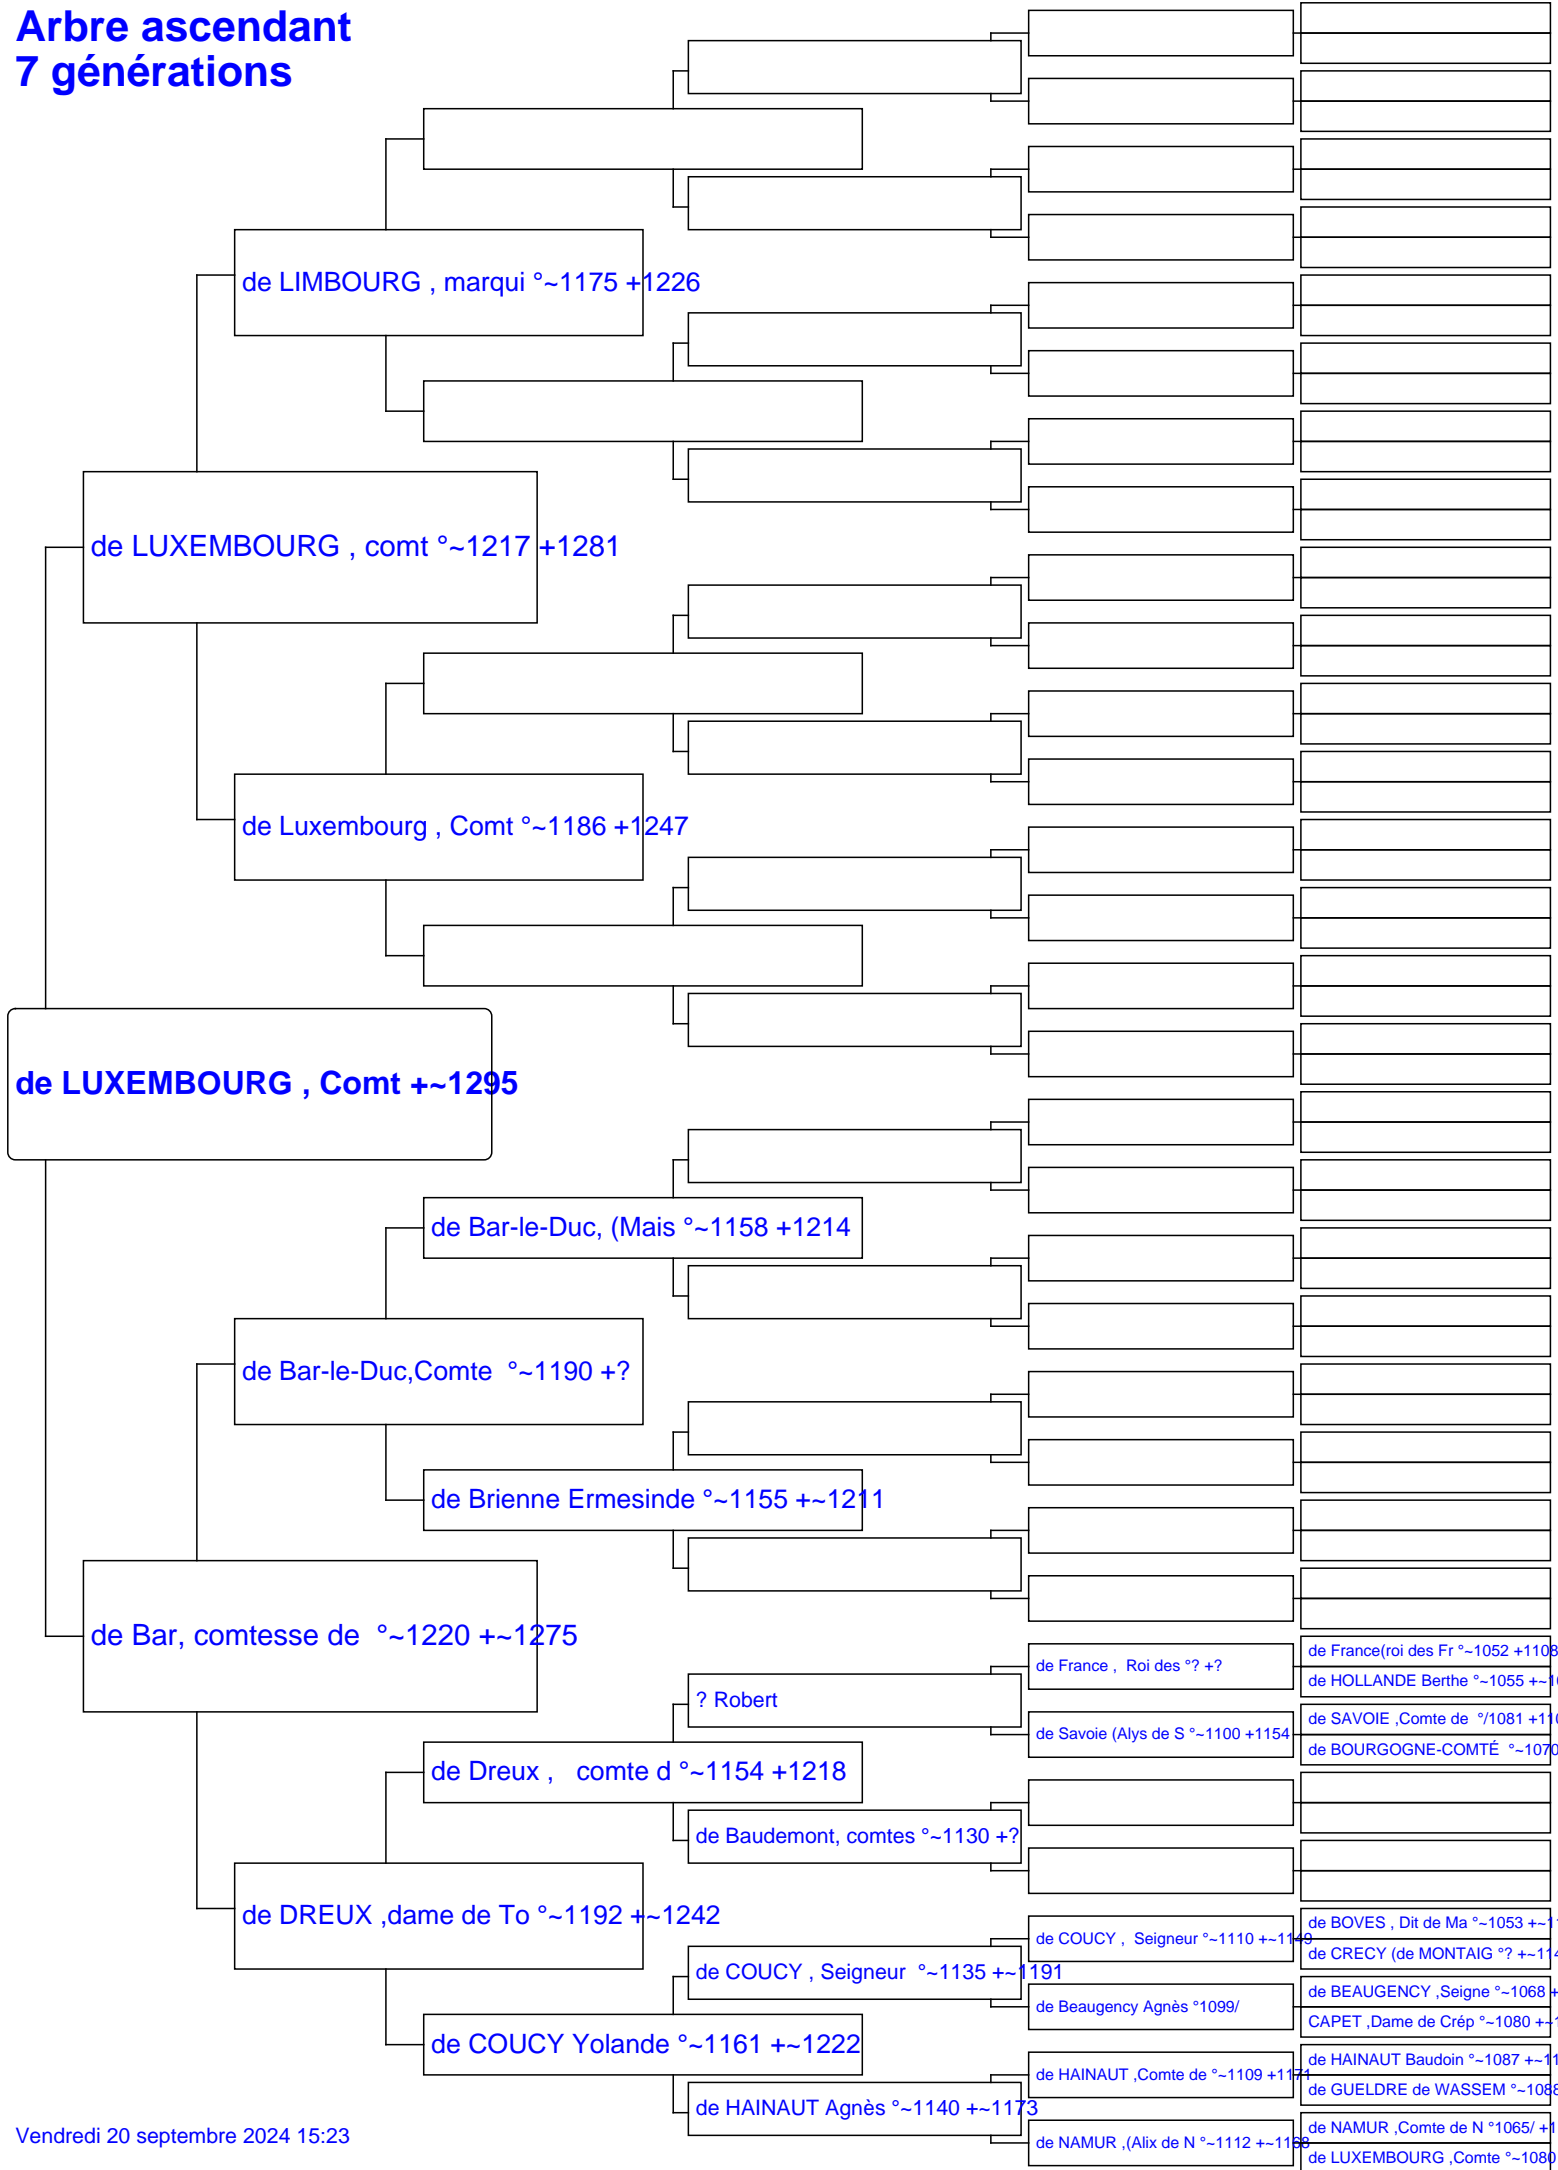 Arbre ascendant
7 générations
de LIMBOURG , marqui °~1175 +1226
de LUXEMBOURG , comt °~1217 +1281
de Luxembourg , Comt °~1186 +1247
de LUXEMBOURG , Comt +~1295
de Bar-le-Duc, (Mais °~1158 +1214
de Bar-le-Duc,Comte °~1190 +?
de Brienne Ermesinde °~1155 +~1211
de Bar, comtesse de °~1220 +~1275
de France(roi des Fr °~1052 +1108
de France , Roi des °? +?
de HOLLANDE Berthe °~1055 +~
? Robert
de SAVOIE ,Comte de °/1081
de Savoie (Alys de S °~1100 +1154
de BOURGOGNE-COMTÉ °~1070
de Dreux , comte d °~1154 +1218
de Baudemont, comtes °~1130 +?
de DREUX ,dame de To °~1192 +~1242
de BOVES , Dit de Ma °~1053
de COUCY , Seigneur °~1110 +~1149
de CRECY (de MONTAIG °?
de COUCY , Seigneur °~1135 +~1191
de BEAUGENCY ,Seigne °~1068 +
de Beaugency Agnès °1099/
CAPET ,Dame de Crép °~1080
de COUCY Yolande °~1161 +~1222
de HAINAUT Baudoin °~1087
de HAINAUT ,Comte de °~1109 +1171
de GUELDRE de WASSEM °~1088
de HAINAUT Agnès °~1140 +~1173
de NAMUR ,Comte de N °1065/
de NAMUR ,(Alix de N °~1112 +~1168
de LUXEMBOURG ,Comte °~1080
Vendredi 20 septembre 2024 15:23